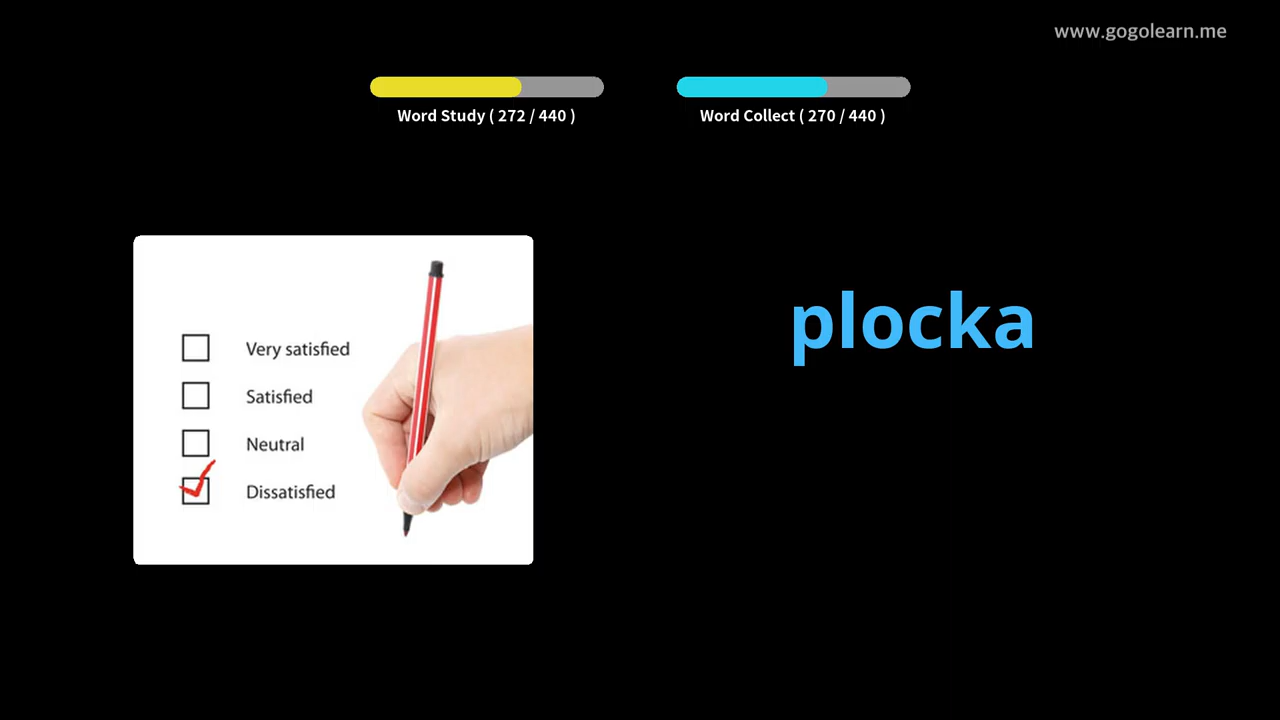 www.gogolearn.me
Word Study ( 272 / 440 )
Word Collect ( 270 / 440 )
Very satisfied
Satisfied
Neutral
Dissatisfied
plocka